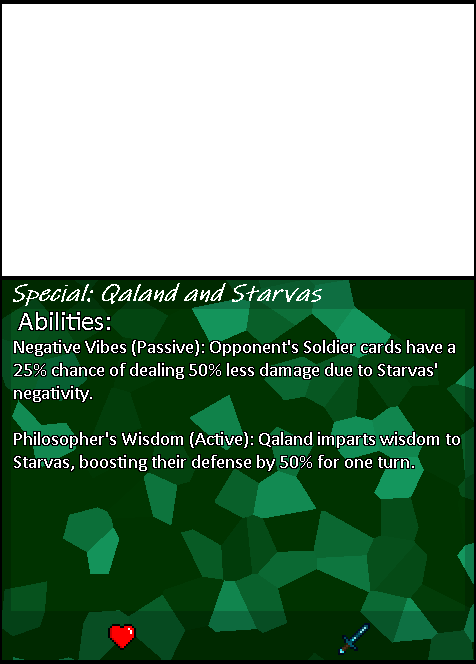 Special: Qaland and Starvas
Abilities:
Negative Vibes (Passive): Opponent's Soldier cards have a
25% chance of dealing 50% less damage due to Starvas'
negativity.
Philosopher's Wisdom (Active): Qaland imparts wisdom to
Starvas, boosting their defense by 50% for one turn.